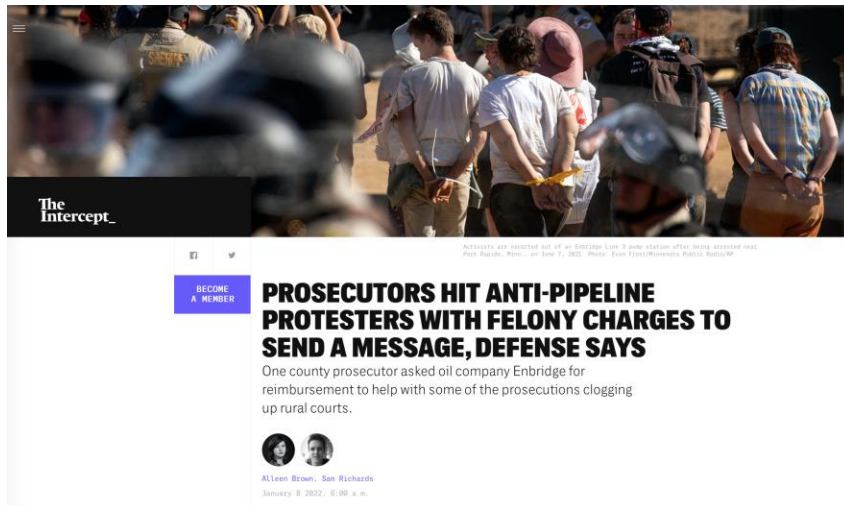 SHERIFF
The
Intercept_
Activists are escorted out of an Enbridge Line 3 pump station after being arrested near
Park Rapids, Minn., on June 7, 2021. Photo: Evan Frost/Minnesota Public Radio/AP
BECOME
A MEMBER
PROSECUTORS HIT ANTI-PIPELINE
PROTESTERS WITH FELONY CHARGES TO
SEND A MESSAGE, DEFENSE SAYS
One county prosecutor asked oil company Enbridge for
reimbursement to help with some of the prosecutions clogging
up rural courts.
Alleen Brown, Sam Richards
January 8 2022, 6:00 a.m.